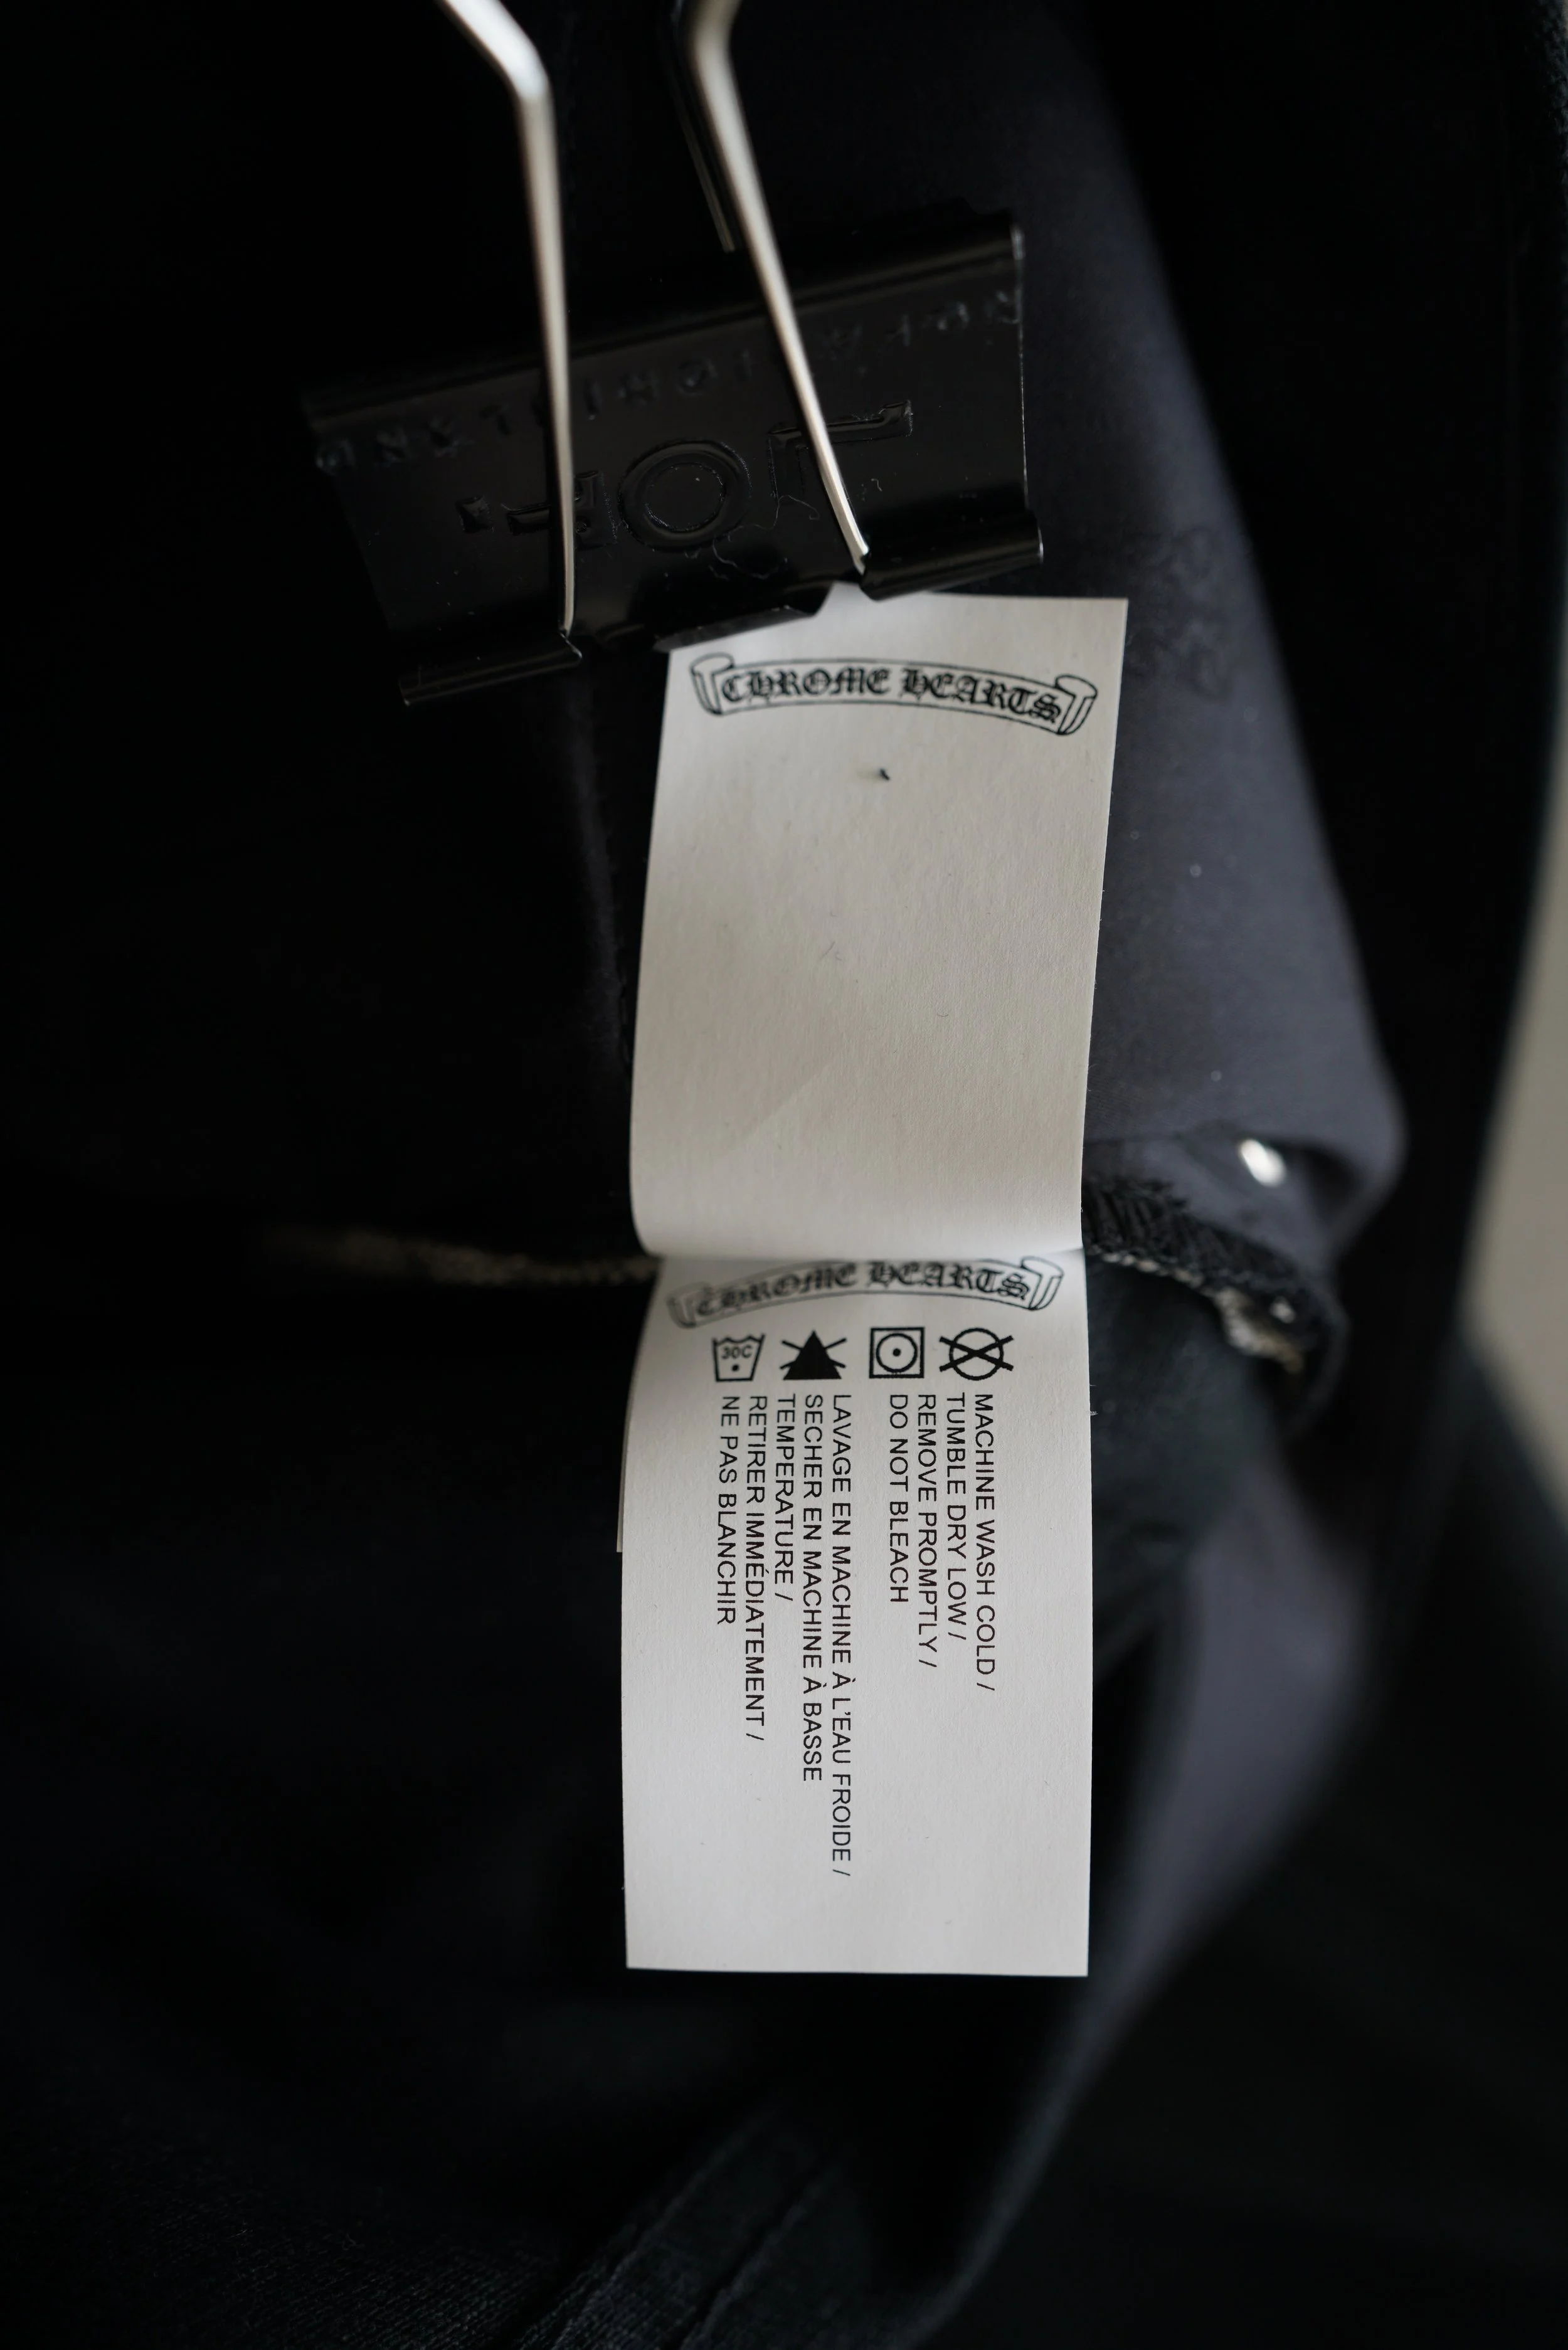 CHROME HEARTS
CHROME HEARTS
30C
MACHINE WASH COLD /
TUMBLE DRY LOW /
REMOVE PROMPTLY /
DO NOT BLEACH
LAVAGE EN MACHINE À L'EAU FROIDE /
SECHER EN MACHINE À BASSE
TEMPERATURE /
RETIRER IMMÉDIATEMENT /
NE PAS BLANCHIR